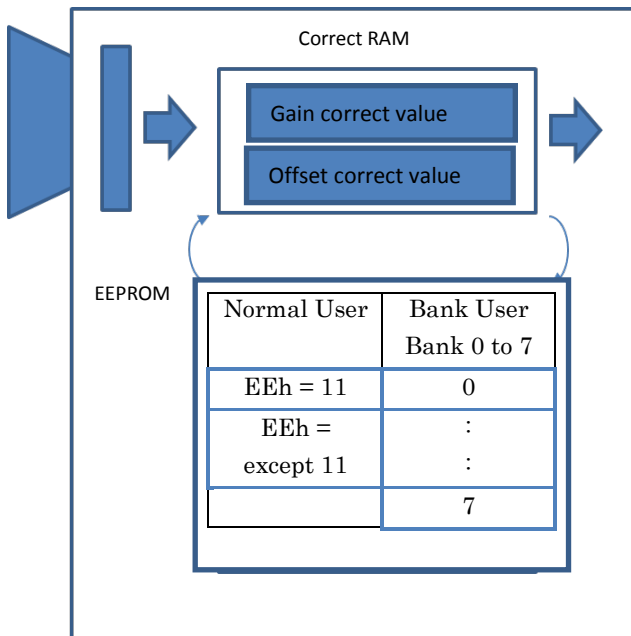 Correct RAM
Gain correct value
Offset correct value
EEPROM
Normal User
Bank User
Bank 0 to 7
EEh = 11
0
EEh =
except 11
:
:
7